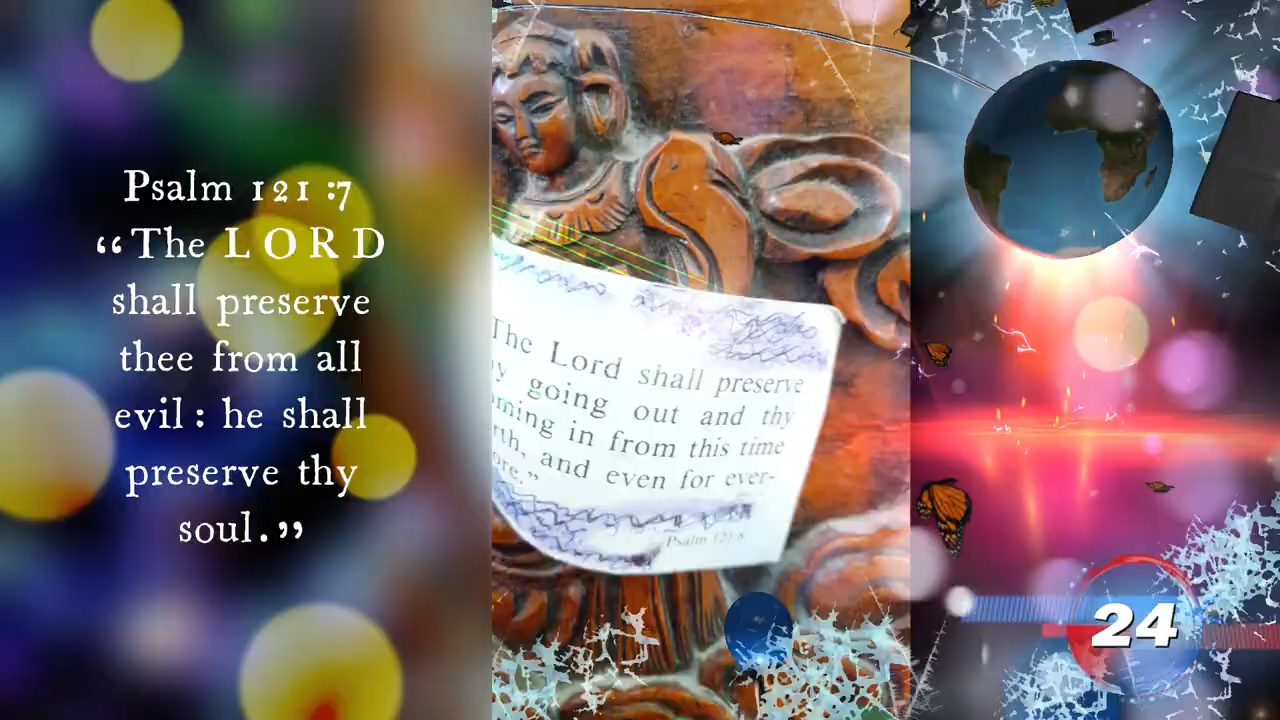 Psalm 121:7
“The LORD
shall preserve
thee from all
evil: he shall
preserve thy
soul.”
The Lord shall preserve
y going out and thy
ming in from this time
rth, and even for ever-
ore.”
Psalm 121:8
24